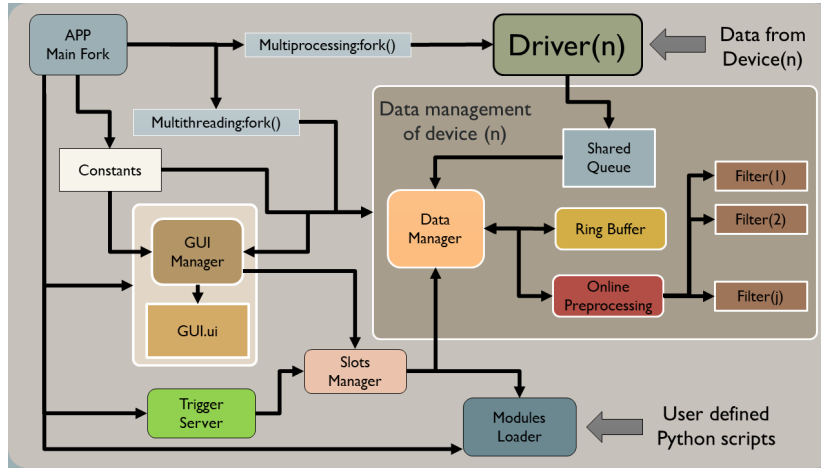 APP
Main Fork
Multiprocessing:fork()
Driver(n)
Data from
Device(n)
Multithreading:fork()
Data management
of device (n)
Shared
Queue
Constants
Filter(1)
Data
Manager
Ring Buffer
Filter(2)
GUI
Manager
Online
Preprocessing
Filter(j)
GUI.ui
Slots
Manager
Trigger
Server
Modules
Loader
User defined
Python scripts